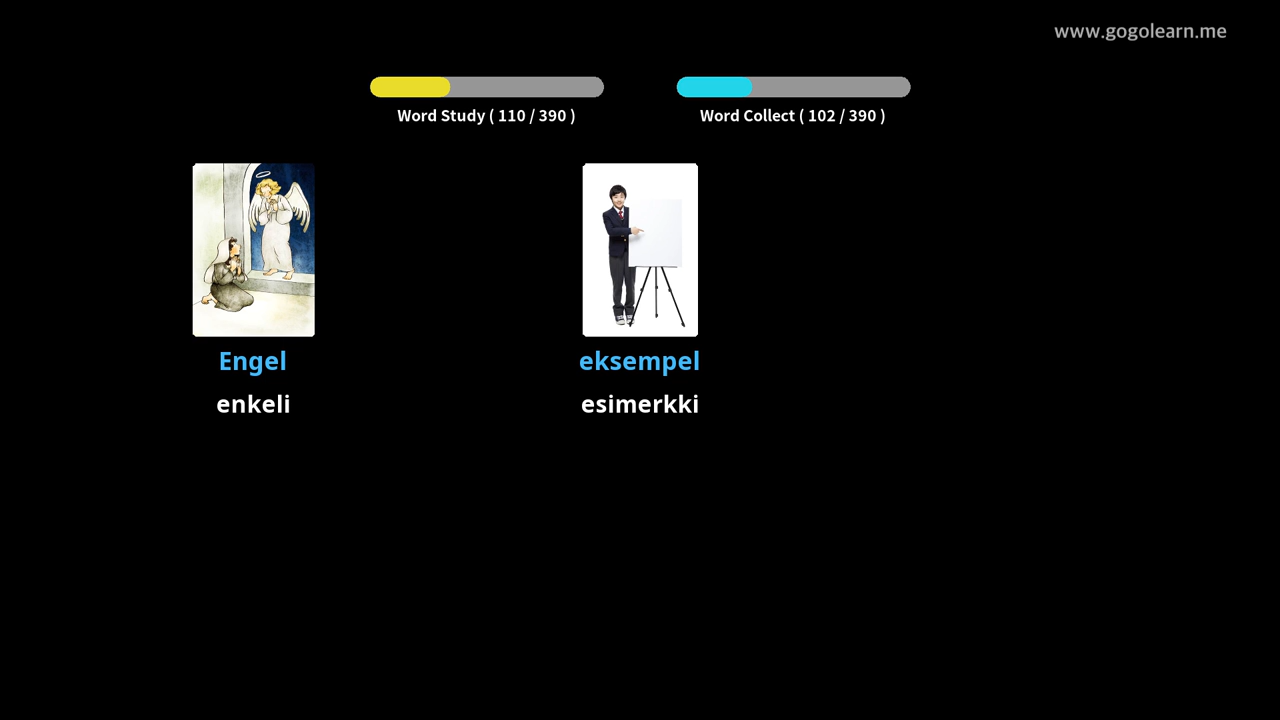 www.gogolearn.me
Word Study ( 110 / 390 )
Word Collect ( 102 / 390 )
Engel
eksempel
enkeli
esimerkki